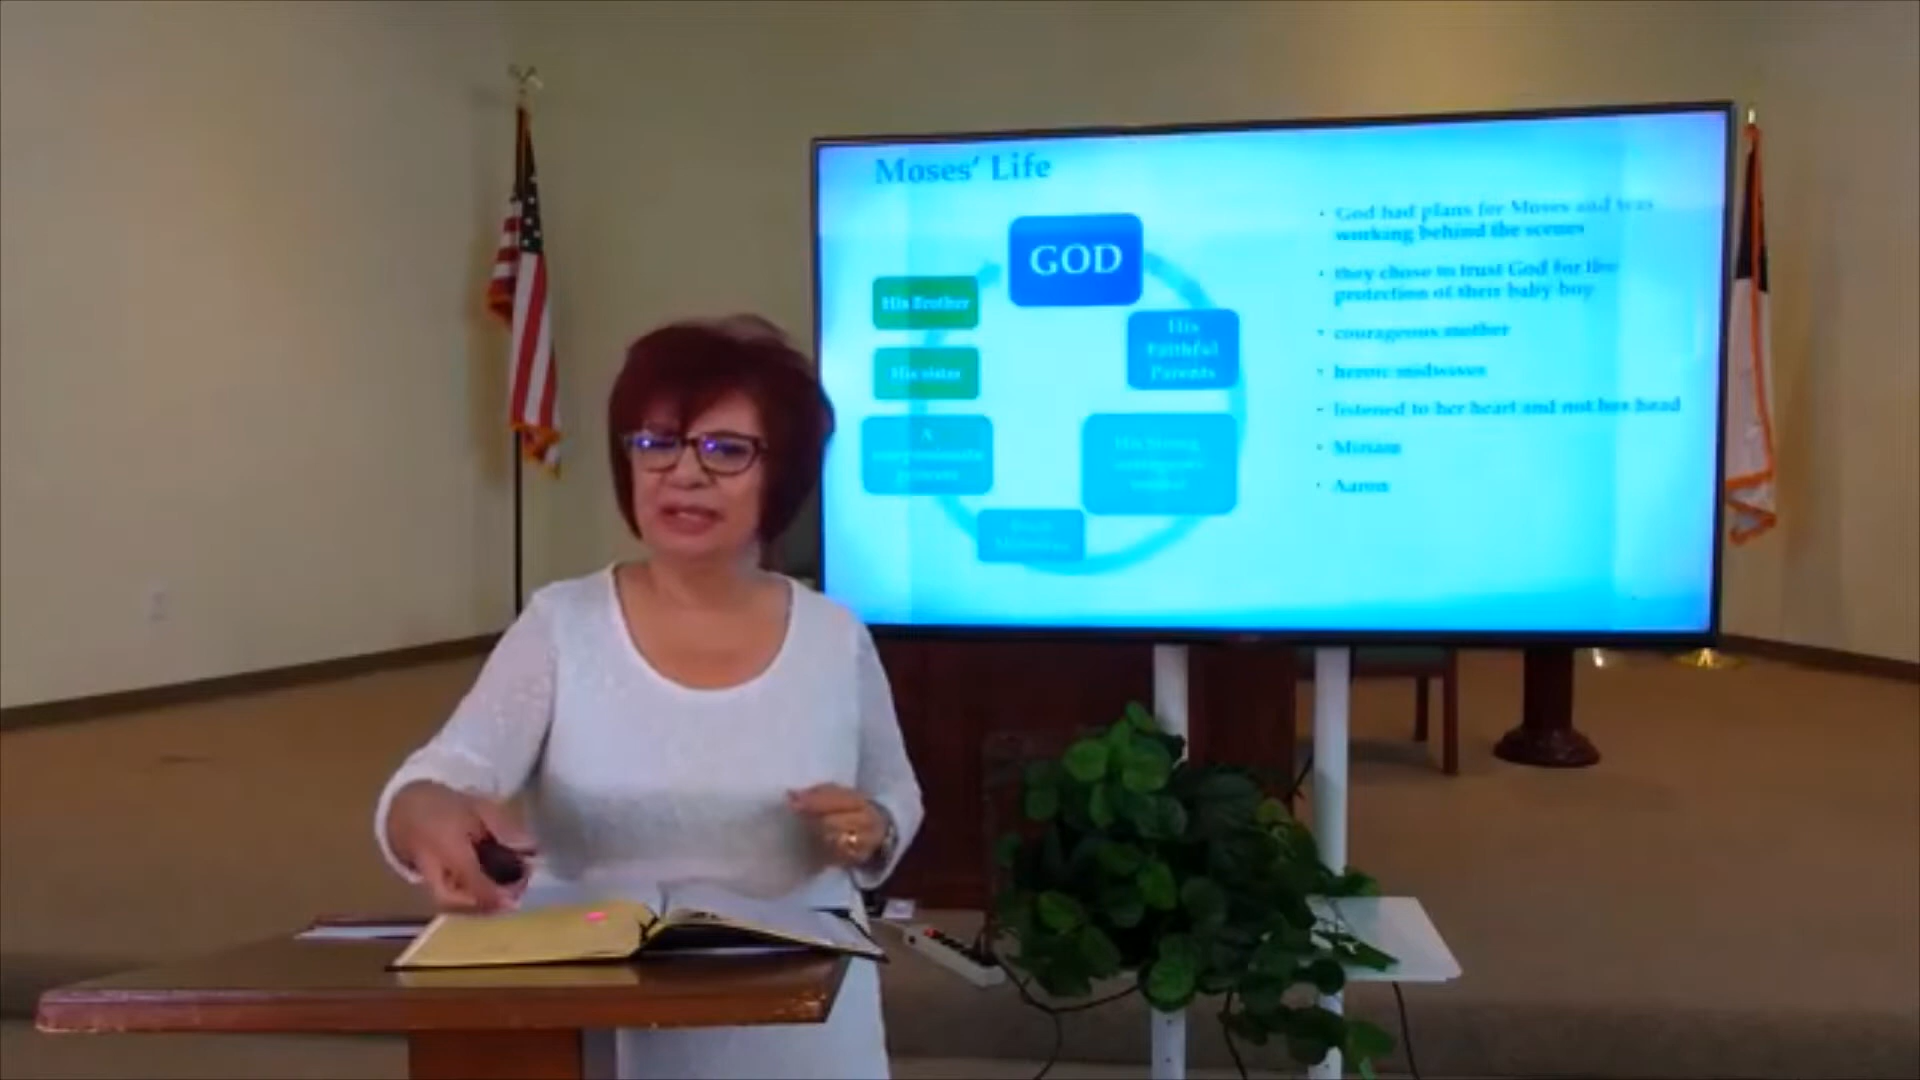 Moses' Life
GOD
His Brother
His sister
His
Faithful
Parents
A
God had plans for Moses and was
working behind the scenes
they chose to trust God for the
protection of their baby boy
courageous mother
heroic midwives
listened to her heart and not her head
Miriam
Aaron